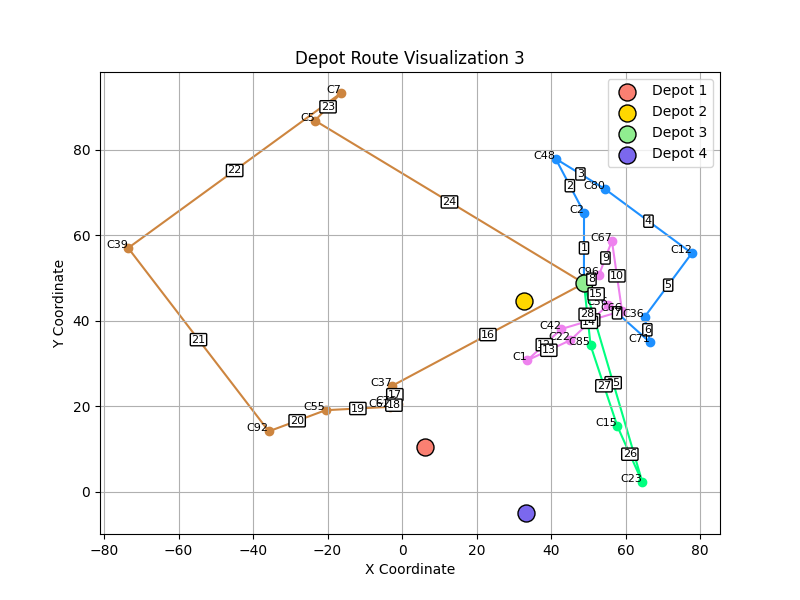 Depot Route Visualization 3
Depot 1
Depot 2
Depot 3
Depot 4
Y Coordinate
X Coordinate
−80
−60
−40
−20
0
20
40
60
80
0
20
40
60
80
C7
23
C5
22
24
C39
21
C92
20
C55
19
18
17
C37
16
C48
3
2
C80
C2
4
1
C67
C12
9
C96
8
10
5
15
C66
7
C36
6
C71
28
C42
C22
13
C1
C85
27
C15
26
C23